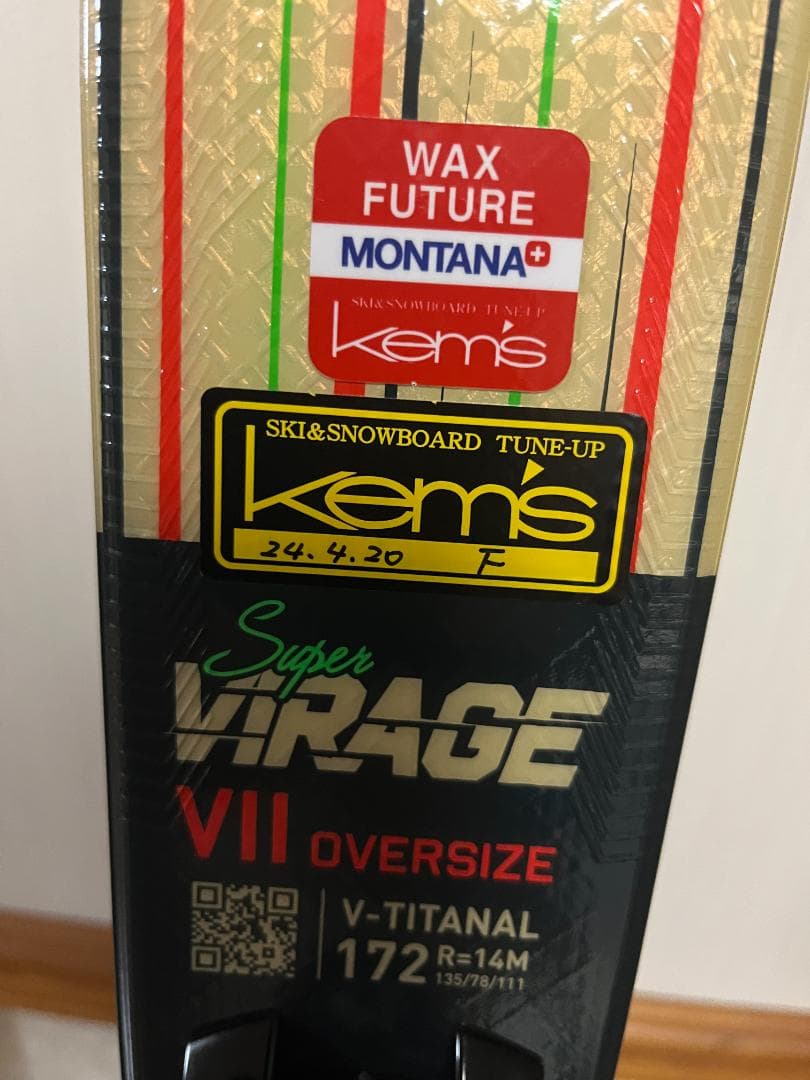 WAX
FUTURE
MONTANA
SKI&SNOWBOARD TUNE-UP
kem's
SKI&SNOWBOARD TUNE-UP
kem's
24.4.20 F
Super
VIRAGE
VII OVERSIZE
V-TITANAL
172 R=14M
135/78/111